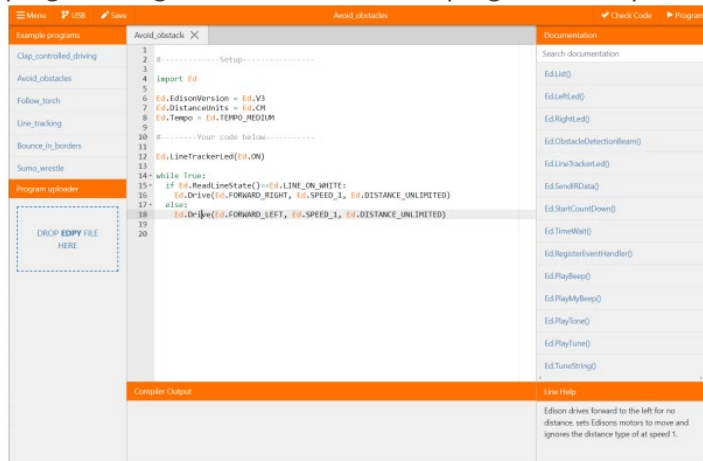 Menu USB Save Avoid_obstacles Check Code Program
Example programs
Clap_controlled_driving
Avoid_obstacles
Follow_torch
Line_tracking
Bounce_in_borders
Sumo_wrestle
Program uploader
DROP EDPY FILE
HERE
Avoid_obstack X
1
2 #-------------Setup----------------
3
4 import Ed
5
6 Ed.EdisonVersion = Ed.V3
7 Ed.DistanceUnits = Ed.CM
8 Ed.Tempo = Ed.TEMPO_MEDIUM
9
10 #--------Your code below-----------
11
12 Ed.LineTrackerLed(Ed.ON)
13
14 while True:
15 if Ed.ReadLineState()==Ed.LINE_ON_WHITE:
16 Ed.Drive(Ed.FORWARD_RIGHT, Ed.SPEED_1, Ed.DISTANCE_UNLIMITED)
17 else:
18 Ed.Drive(Ed.FORWARD_LEFT, Ed.SPEED_1, Ed.DISTANCE_UNLIMITED)
19
20
Compiler Output
Documentation
Search documentation
Ed.List()
Ed.LeftLed()
Ed.RightLed()
Ed.ObstacleDetectionBeam()
Ed.LineTrackerLed()
Ed.SendIRData()
Ed.StartCountDown()
Ed.TimeWait()
Ed.RegisterEventHandler()
Ed.PlayBeep()
Ed.PlayMyBeep()
Ed.PlayTone()
Ed.PlayTune()
Ed.TuneString()
Line Help
Edison drives forward to the left for no
distance, sets Edisons motors to move and
ignores the distance type of at speed 1.